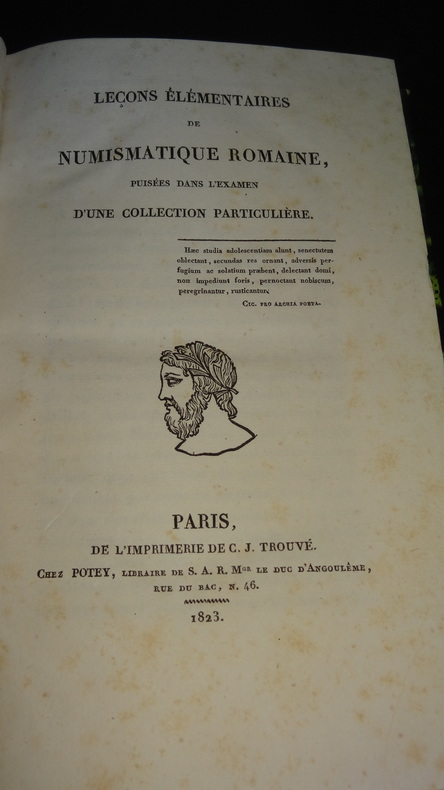 LEÇONS ÉLÉMENTAIRES
DE
NUMISMATIQUE ROMAINE,
PUISÉES DANS L'EXAMEN
D'UNE COLLECTION PARTICULIÈRE.
Hæc studia adolescentiam alunt, senectutem
oblectant, secundas res ornant, adversis per-
fugium ac solatium præbent, delectant domi,
non impediunt foris, pernoctant nobiscum,
peregrinantur, rusticantur.
CIC. PRO ARCHIA POETA.
PARIS,
DE L'IMPRIMERIE DE C. J. TROUVÉ.
CHEZ POTEY, LIBRAIRE DE S. A. R. MGR LE DUC D'ANGOULÊME,
RUE DU BAC, N. 46.
1823.